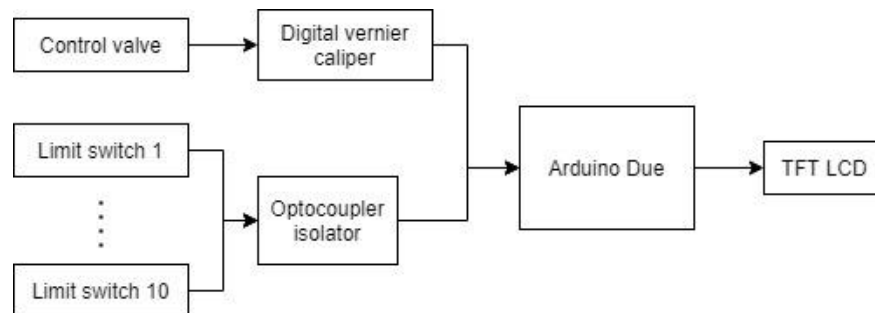 Control valve
Digital vernier
caliper
Limit switch 1
Optocoupler
isolator
Limit switch 10
Arduino Due
TFT LCD